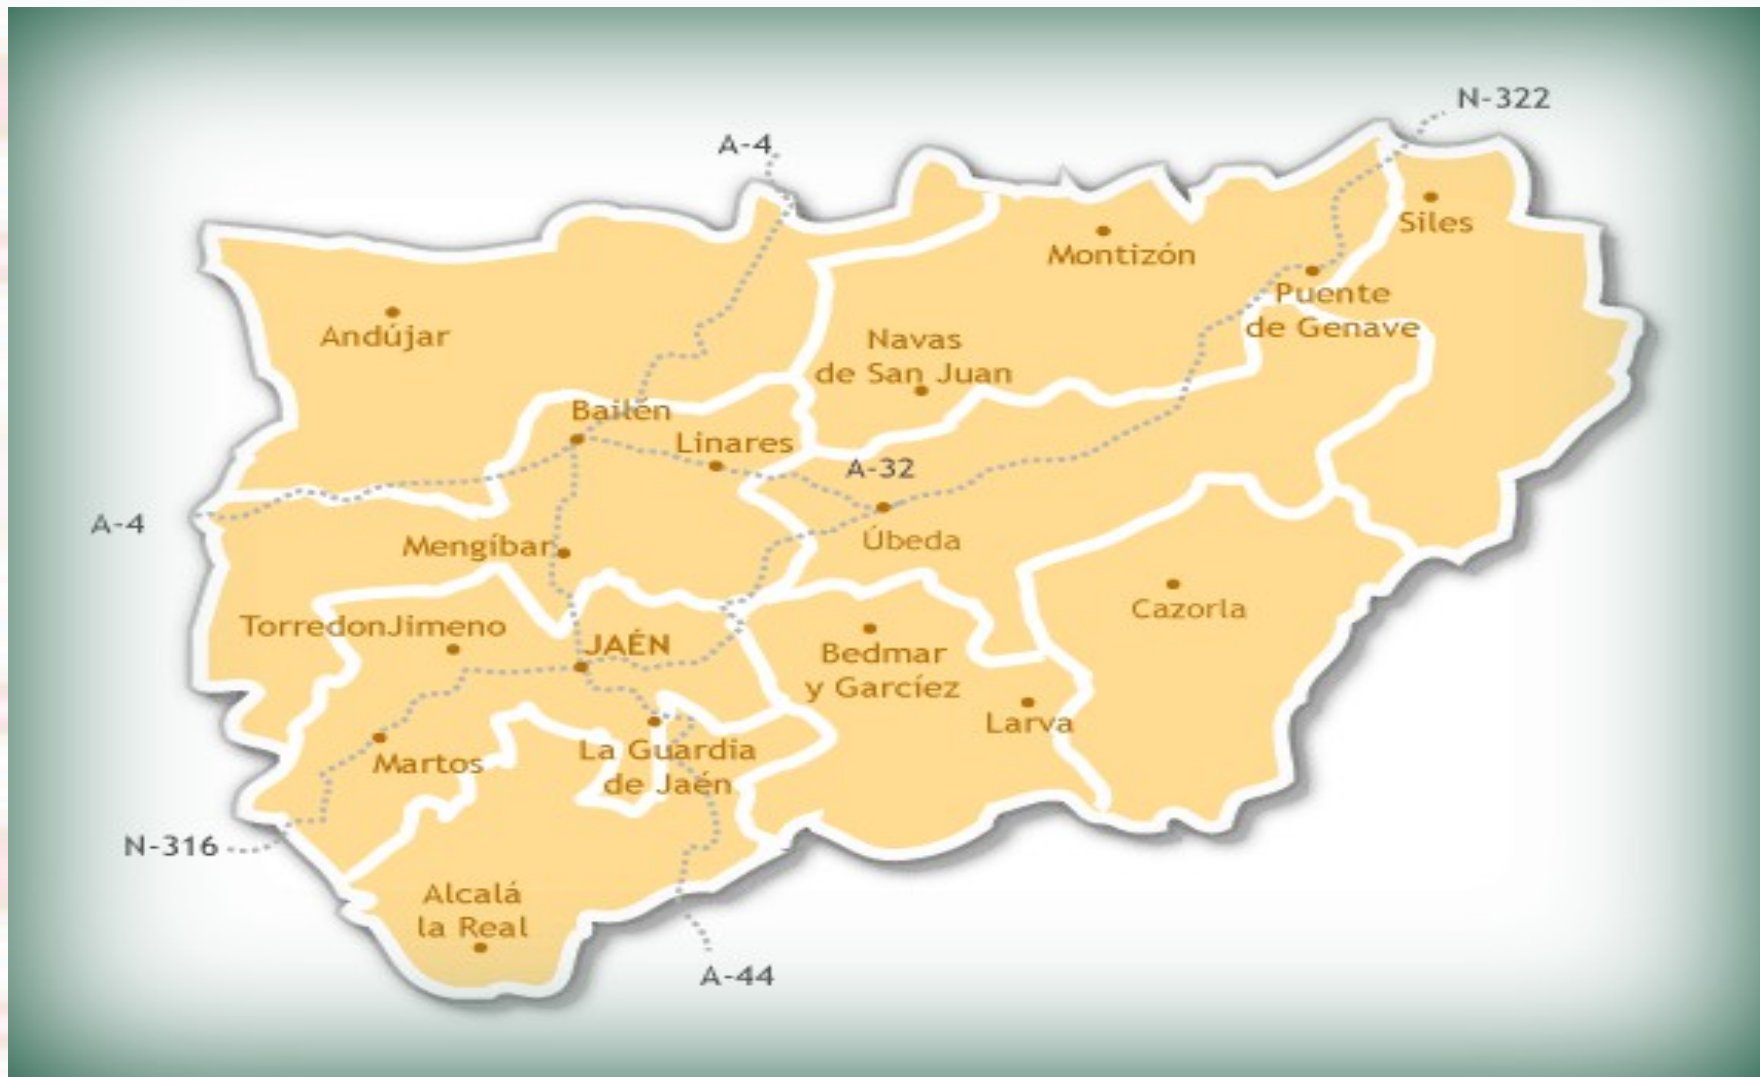 N-322
A-4
Siles
Montizón
Puente
de Genave
Andújar
Navas
de San Juan
Bailén
Linares
A-32
A-4
Úbeda
Mengíbar
Cazorla
TorredonJimeno
JAÉN
Bedmar
y Garcíez
Larva
La Guardia
de Jaén
Martos
N-316
Alcalá
la Real
A-44